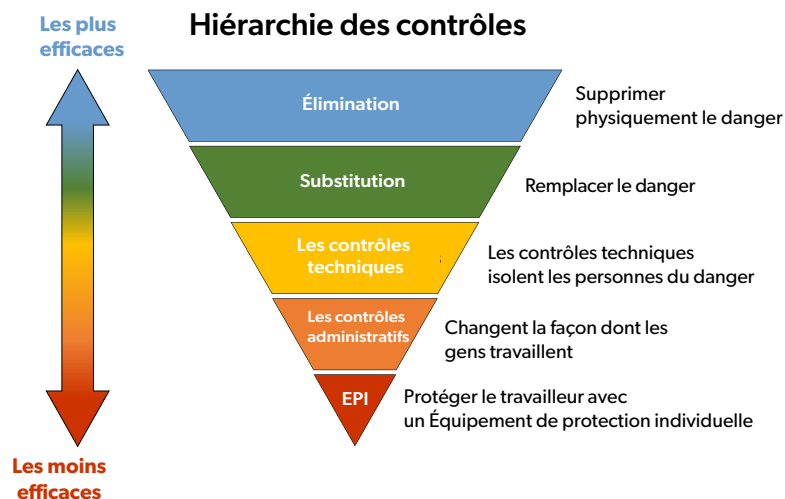 Hiérarchie des contrôles
Les plus
efficaces
Élimination
Supprimer
physiquement le danger
Substitution
Remplacer le danger
Les contrôles
techniques
Les contrôles techniques
isolent les personnes du danger
Les contrôles
administratifs
Changent la façon dont les
gens travaillent
EPI
Protéger le travailleur avec
un Équipement de protection individuelle
Les moins
efficaces